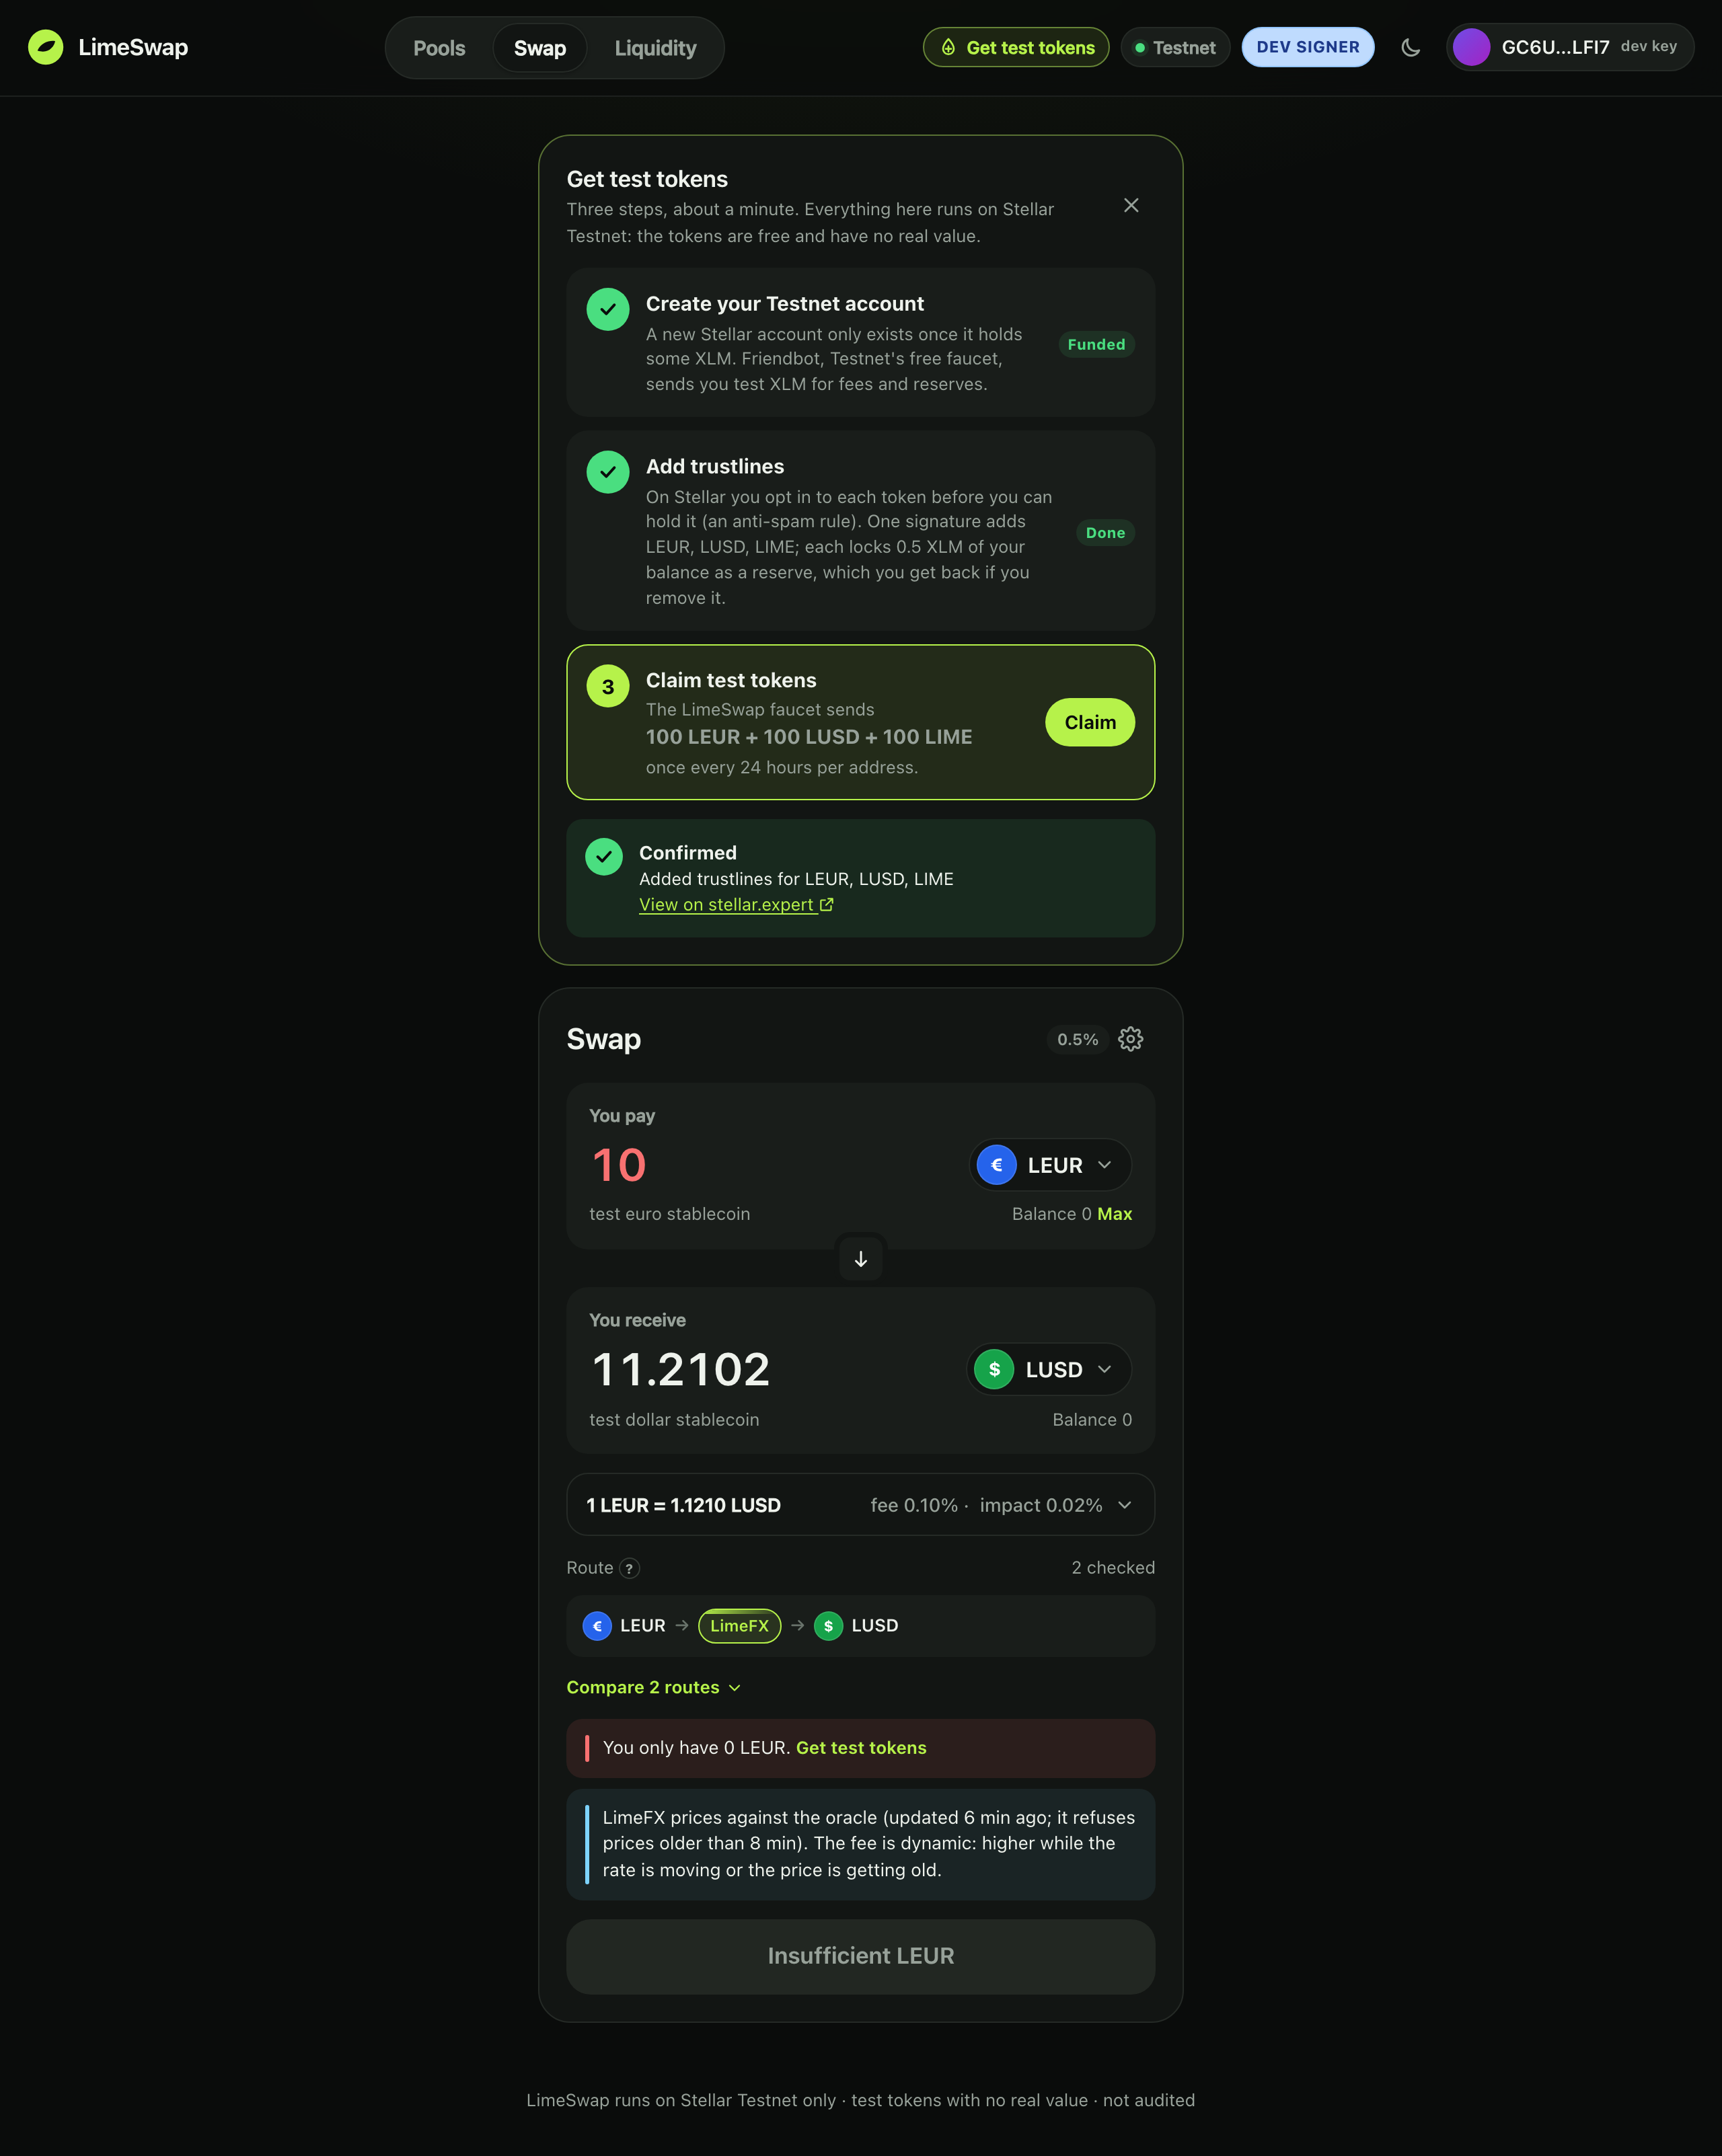 LimeSwap
Pools
Swap
Liquidity
Get test tokens
Testnet
DEV SIGNER
GC6U...LFI7 dev key
Get test tokens
Three steps, about a minute. Everything here runs on Stellar
Testnet: the tokens are free and have no real value.
Create your Testnet account
A new Stellar account only exists once it holds
some XLM. Friendbot, Testnet's free faucet,
sends you test XLM for fees and reserves.
Funded
Add trustlines
On Stellar you opt in to each token before you can
hold it (an anti-spam rule). One signature adds
LEUR, LUSD, LIME; each locks 0.5 XLM of your
balance as a reserve, which you get back if you
remove it.
Done
3
Claim test tokens
The LimeSwap faucet sends
100 LEUR + 100 LUSD + 100 LIME
once every 24 hours per address.
Claim
Confirmed
Added trustlines for LEUR, LUSD, LIME
View on stellar.expert
Swap
0.5%
You pay
10
€ LEUR
test euro stablecoin
Balance 0 Max
You receive
11.2102
$ LUSD
test dollar stablecoin
Balance 0
1 LEUR = 1.1210 LUSD
fee 0.10% · impact 0.02%
Route ?
2 checked
€ LEUR → LimeFX → $ LUSD
Compare 2 routes
You only have 0 LEUR. Get test tokens
LimeFX prices against the oracle (updated 6 min ago; it refuses
prices older than 8 min). The fee is dynamic: higher while the
rate is moving or the price is getting old.
Insufficient LEUR
LimeSwap runs on Stellar Testnet only · test tokens with no real value · not audited